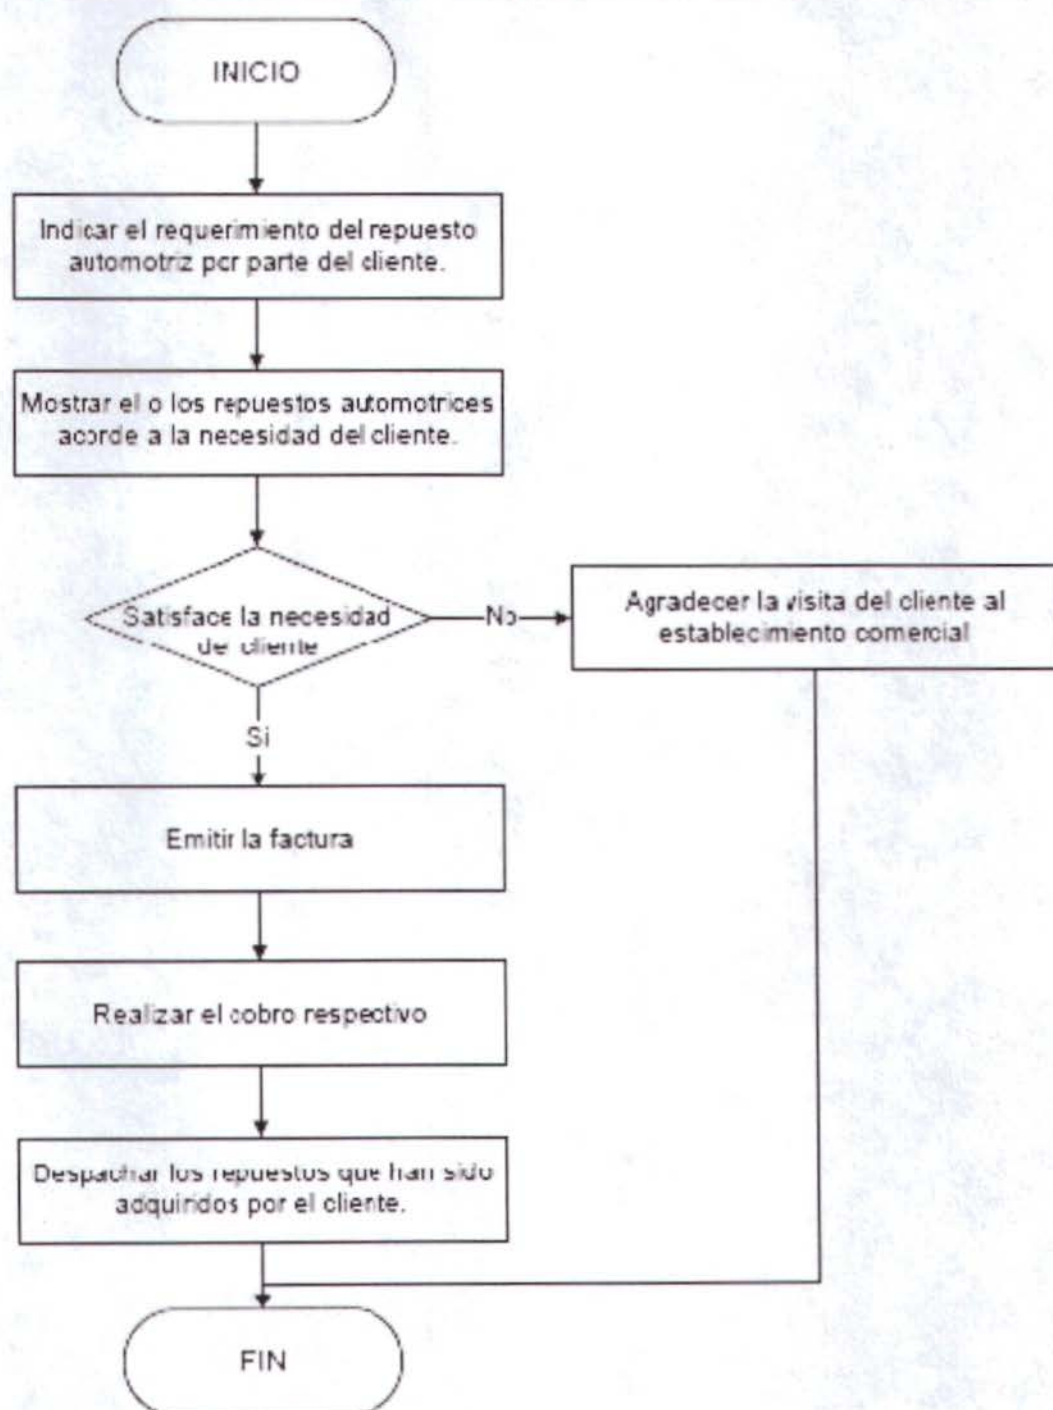 INICIO
Indicar el requerimiento del repuesto
automotriz por parte del cliente.
Mostrar el o los repuestos automotrices
acorde a la necesidad del cliente.
Satisface la necesidad
del cliente
No
Agradecer la visita del cliente al
establecimiento comercial
Si
Emitir la factura
Realizar el cobro respectivo
Despachar los repuestos que han sido
adquiridos por el cliente.
FIN